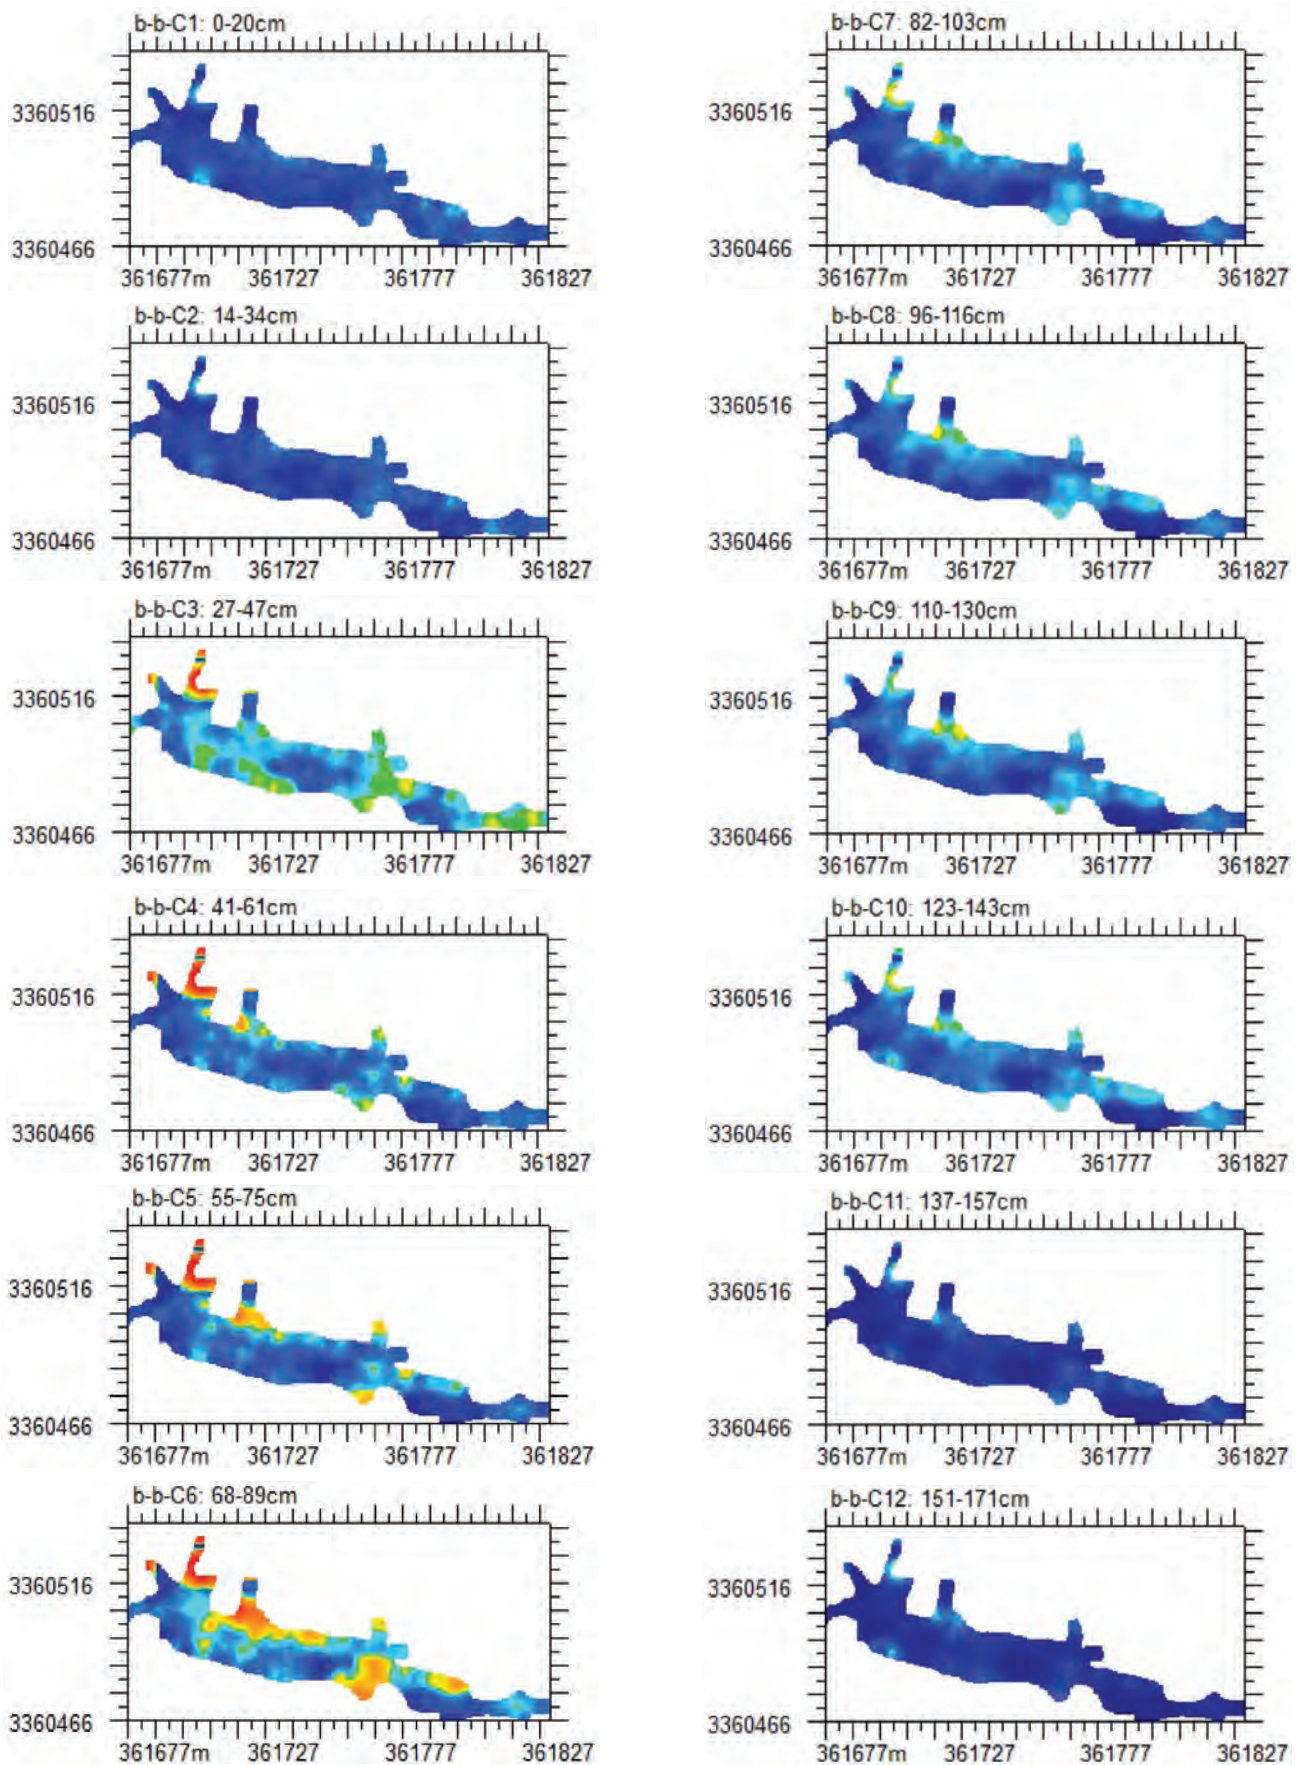 b-b-C1: 0-20cm
3360516
3360466
361677m 361727 361777 361827
b-b-C2: 14-34cm
3360516
3360466
361677m 361727 361777 361827
b-b-C3: 27-47cm
3360516
3360466
361677m 361727 361777 361827
b-b-C4: 41-61cm
3360516
3360466
361677m 361727 361777 361827
b-b-C5: 55-75cm
3360516
3360466
361677m 361727 361777 361827
b-b-C6: 68-89cm
3360516
3360466
361677m 361727 361777 361827
b-b-C7: 82-103cm
3360516
3360466
361677m 361727 361777 361827
b-b-C8: 96-116cm
3360516
3360466
361677m 361727 361777 361827
b-b-C9: 110-130cm
3360516
3360466
361677m 361727 361777 361827
b-b-C10: 123-143cm
3360516
3360466
361677m 361727 361777 361827
b-b-C11: 137-157cm
3360516
3360466
361677m 361727 361777 361827
b-b-C12: 151-171cm
3360516
3360466
361677m 361727 361777 361827